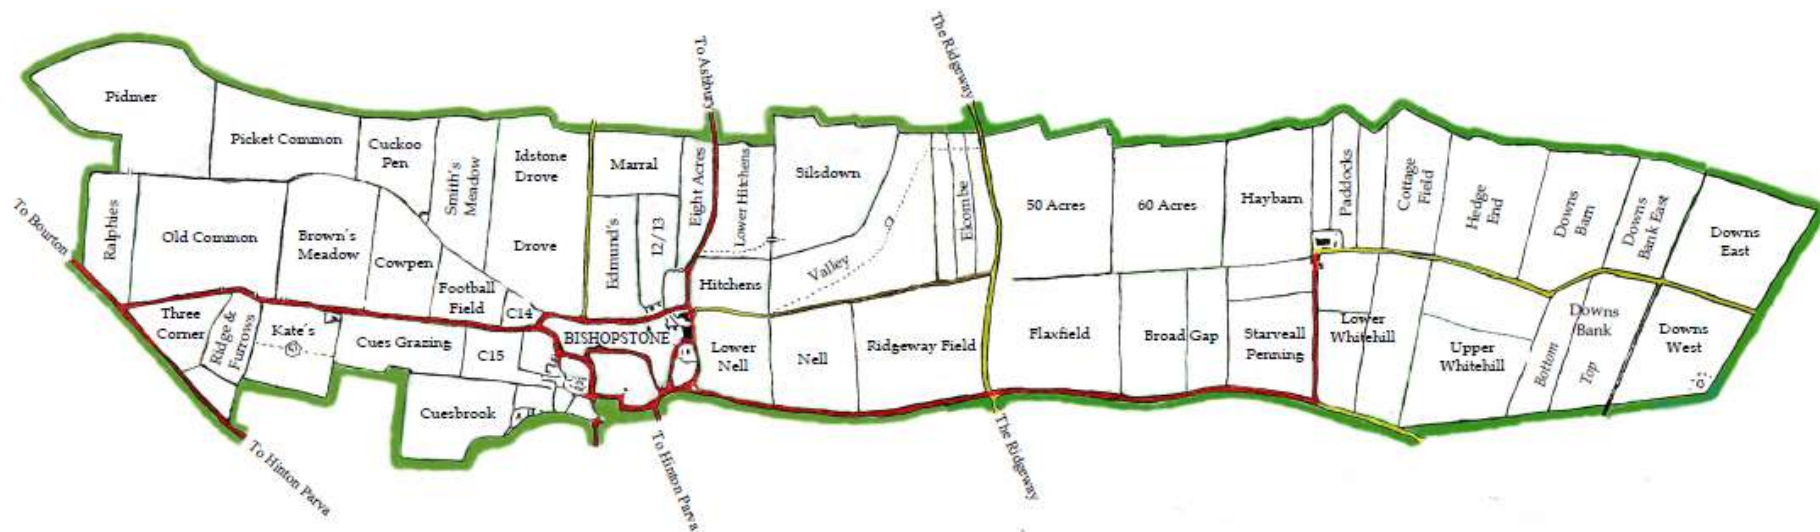 Pidmer
Picket Common
Cuckoo
Pen
Smith's
Meadow
Idstone
Drove
Drove
Marral
Edmund's
12/13
Eight Acres
To Ashbury
Lower Hitchens
Hitchens
Silsdown
Valley
Elcombe
The Ridgeway
50 Acres
60 Acres
Haybarn
Paddocks
Cottage
Field
Hedge
End
Downs
Barn
Downs
Bank East
Downs
East
To Bourton
Ralphies
Old Common
Brown's
Meadow
Cowpen
Football
Field
C14
Three
Corner
Ridge &
Furrows
Kate's
Cues Grazing
C15
Cuesbrook
BISHOPSTONE
Lower
Nell
Nell
Ridgeway Field
Flaxfield
Broad Gap
Starveall
Penning
Lower
Whitehill
Upper
Whitehill
Downs
Bank
Bottom
Top
Downs
West
To Hinton Parva
To Hinton Parva
The Ridgeway